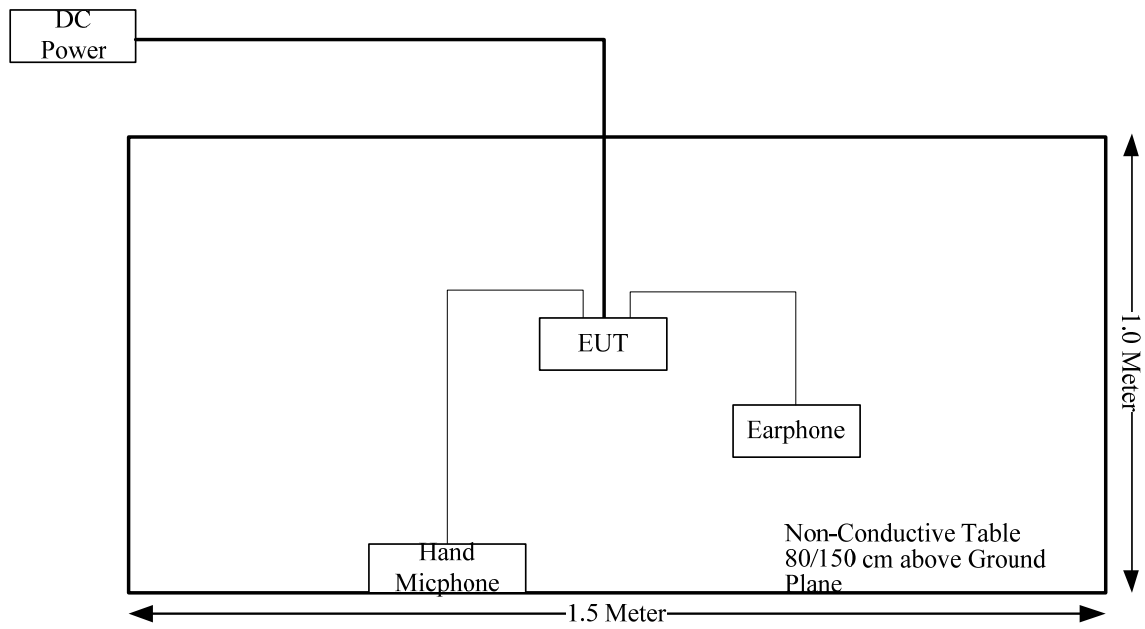 DC
Power
EUT
Earphone
Hand
Micphone
Non-Conductive Table
80/150 cm above Ground
Plane
1.0 Meter
1.5 Meter